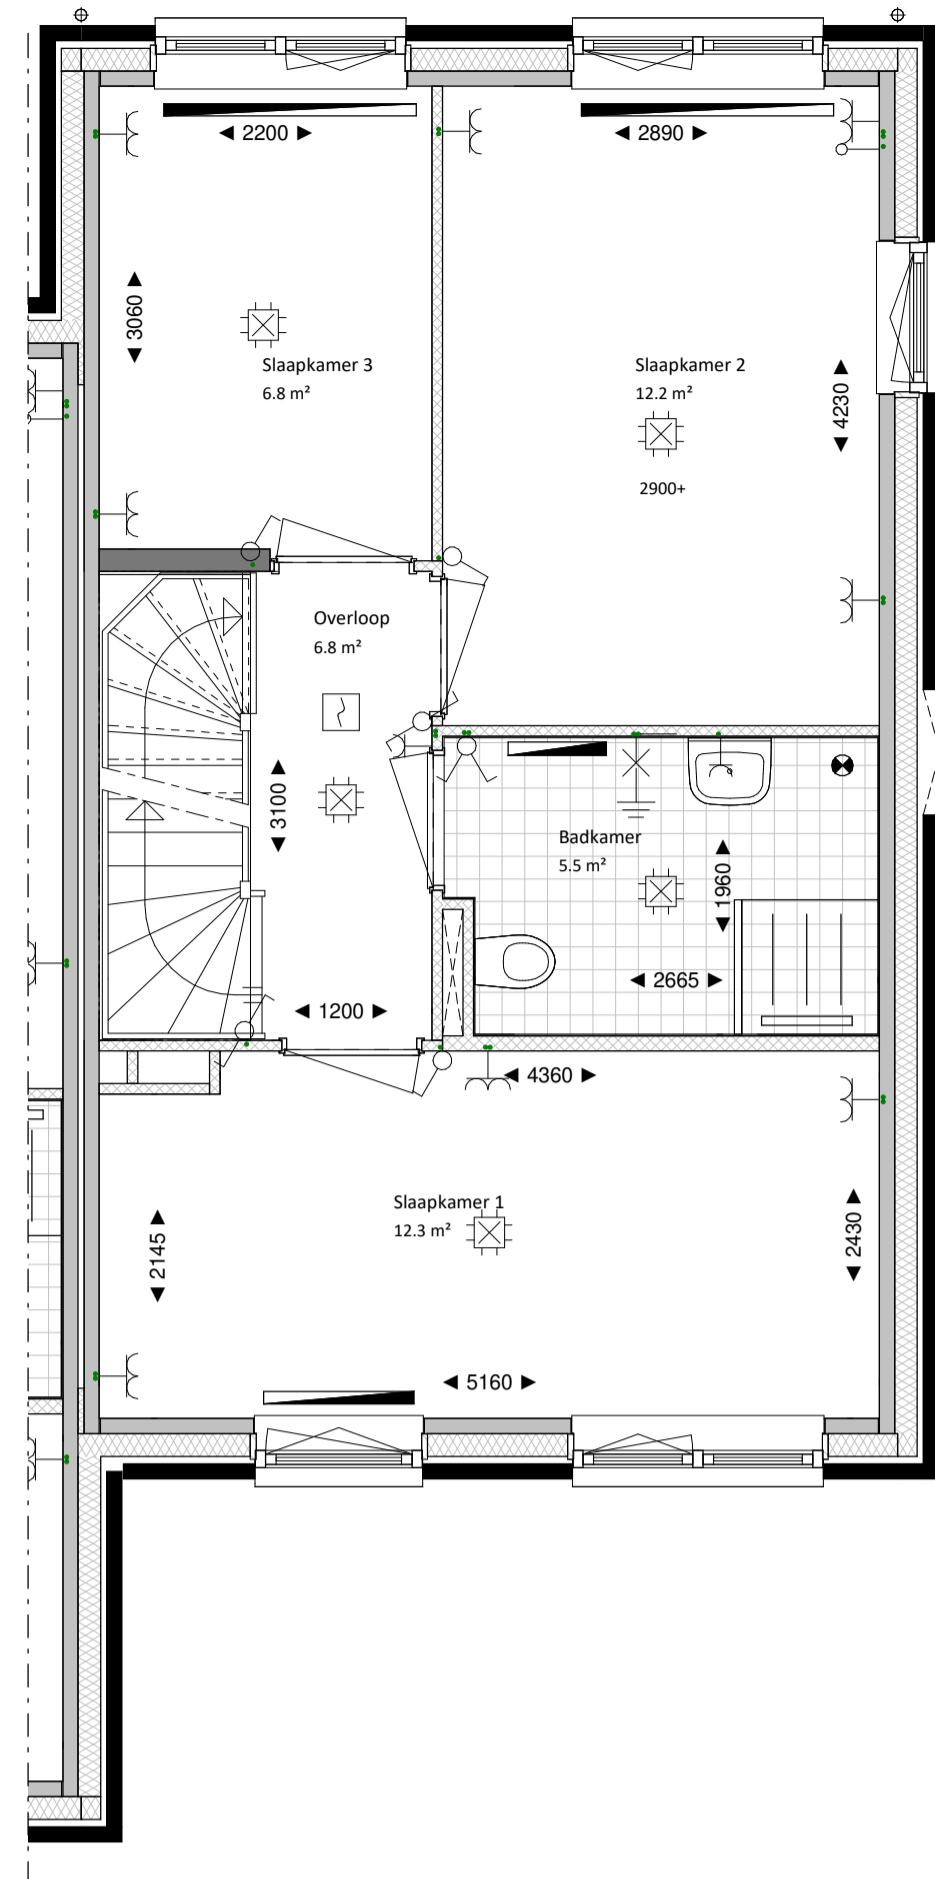 ◄ 2200 ►
◄ 2890 ►
◄ 3060 ►
Slaapkamer 3
6.8 m²
Slaapkamer 2
12.2 m²
◄ 4230 ►
2900+
Overloop
6.8 m²
◄ 3100 ►
Badkamer
5.5 m²
◄ 1960 ►
◄ 2665 ►
◄ 1200 ►
◄ 4360 ►
Slaapkamer 1
12.3 m²
◄ 2145 ►
◄ 2430 ►
◄ 5160 ►